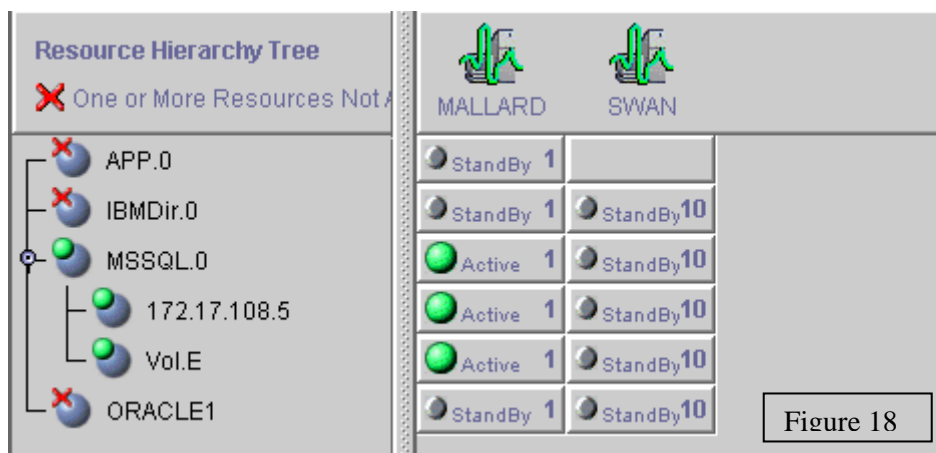 Resource Hierarchy Tree
One or More Resources Not A
MALLARD SWAN
APP.0 StandBy 1
IBMDir.0 StandBy 1 StandBy 10
MSSQL.0 Active 1 StandBy 10
172.17.108.5 Active 1 StandBy 10
Vol.E Active 1 StandBy 10
ORACLE1 StandBy 1 StandBy 10
Figure 18